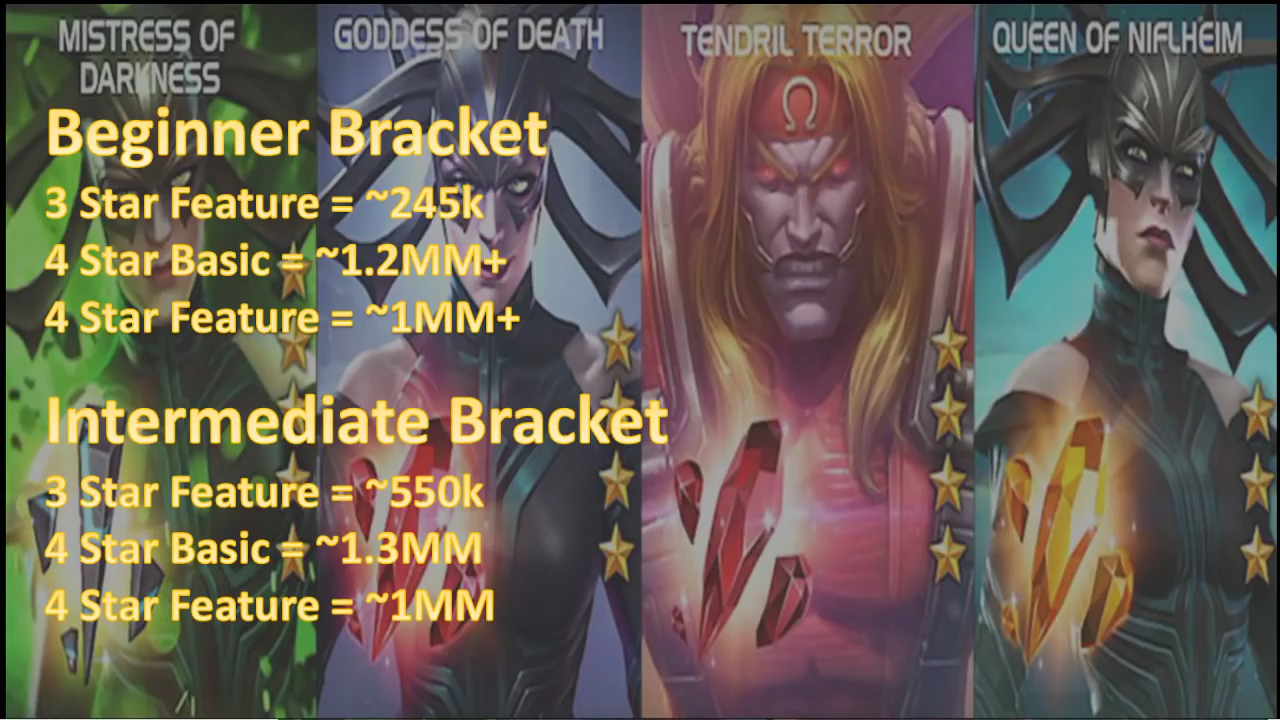 MISTRESS OF
DARKNESS
GODDESS OF DEATH
TENDRIL TERROR
QUEEN OF NIFLHEIM
Beginner Bracket
3 Star Feature = ~245k
4 Star Basic = ~1.2MM+
4 Star Feature = ~1MM+
Intermediate Bracket
3 Star Feature = ~550k
4 Star Basic = ~1.3MM
4 Star Feature = ~1MM
Ω